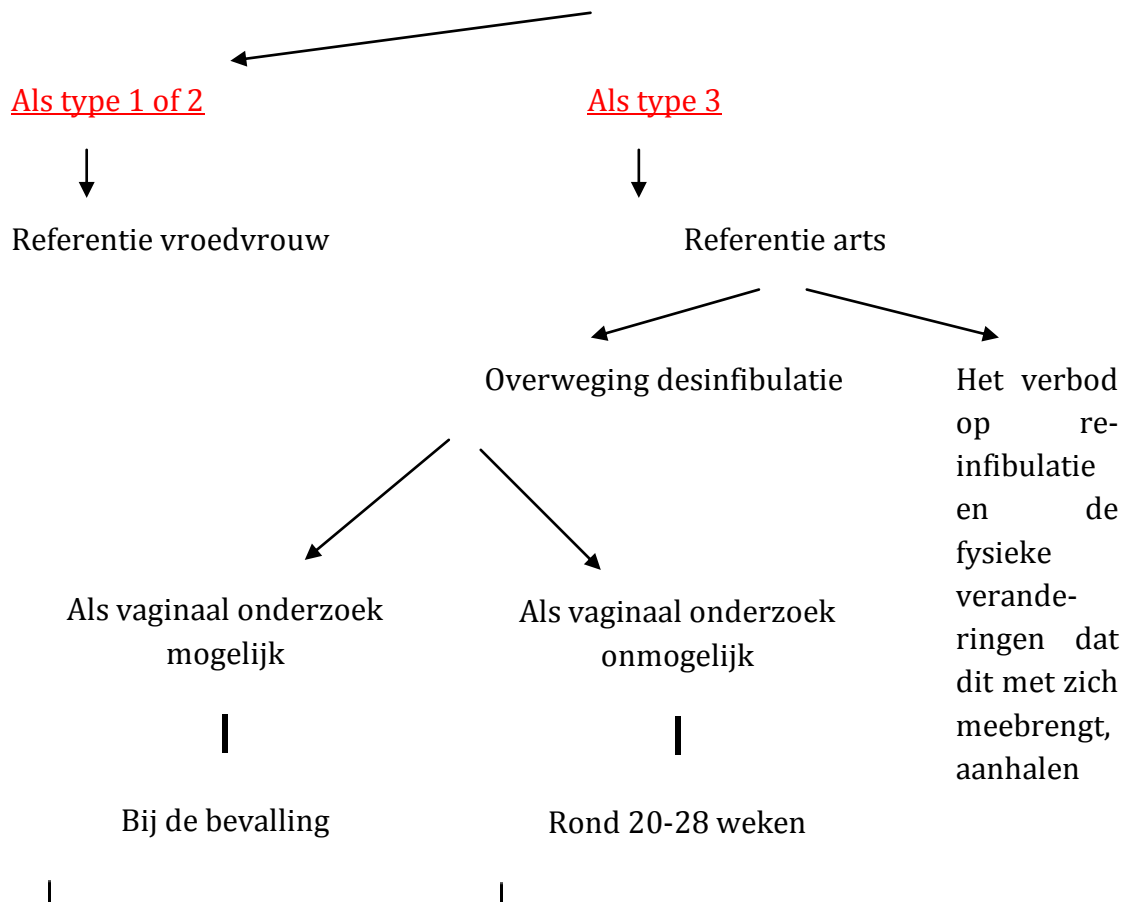 Als type 1 of 2
Als type 3
Referentie vroedvrouw
Referentie arts
Overweging desinfibulatie
Het verbod
op re-
infibulatie
en de
fysieke
verande-
ringen dat
dit met zich
meebrengt,
aanhalen
Als vaginaal onderzoek
mogelijk
Als vaginaal onderzoek
onmogelijk
Bij de bevalling
Rond 20-28 weken